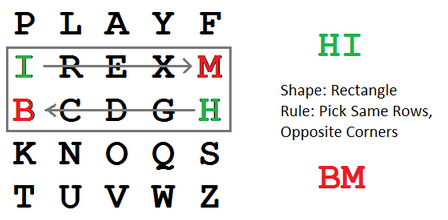 P L A Y F
I R E X M
B C D G H
K N O Q S
T U V W Z
HI
Shape: Rectangle
Rule: Pick Same Rows,
Opposite Corners
BM